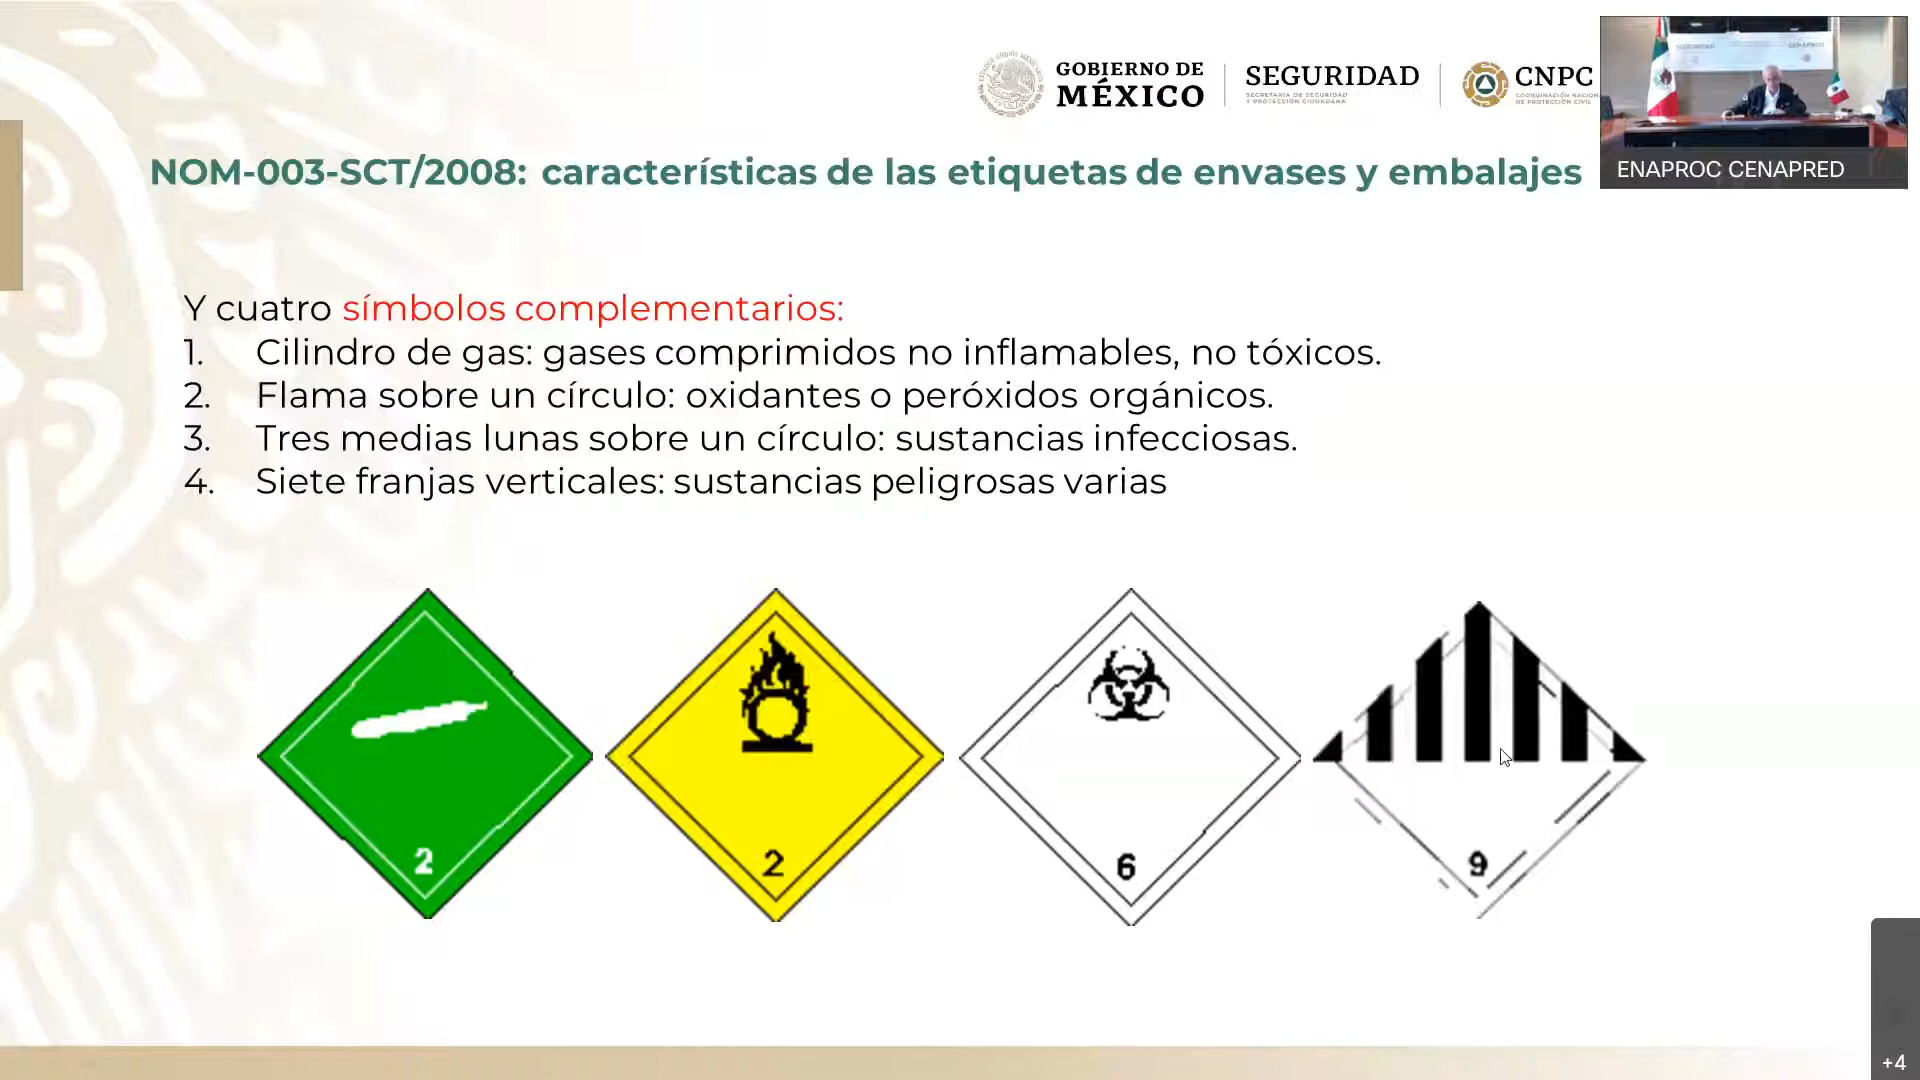 GOBIERNO DE
MÉXICO
SEGURIDAD
SECRETARÍA DE SEGURIDAD
Y PROTECCIÓN CIUDADANA
CNPC
COORDINACIÓN NACION
DE PROTECCIÓN CIVIL
ENAPROC CENAPRED
NOM-003-SCT/2008: características de las etiquetas de envases y embalajes
Y cuatro símbolos complementarios:
1. Cilindro de gas: gases comprimidos no inflamables, no tóxicos.
2. Flama sobre un círculo: oxidantes o peróxidos orgánicos.
3. Tres medias lunas sobre un círculo: sustancias infecciosas.
4. Siete franjas verticales: sustancias peligrosas varias
2
2
6
9
+4